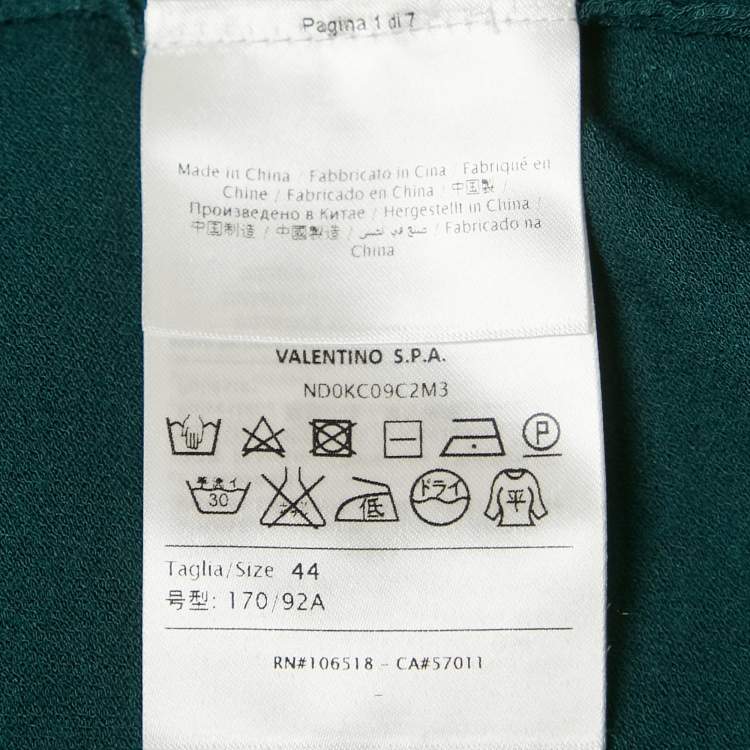 Pagina 1 di 7
Made in China / Fabbricato in Cina / Fabriqué en
Chine / Fabricado en China / 中国製 /
Произведено в Китае / Hergestellt in China /
中国制造 / 中國製造 / صنع في الصين / Fabricado na
China
VALENTINO S.P.A.
ND0KC09C2M3
P
30
低
ドライ
平
Taglia/Size 44
号型: 170/92A
RN#106518 - CA#57011